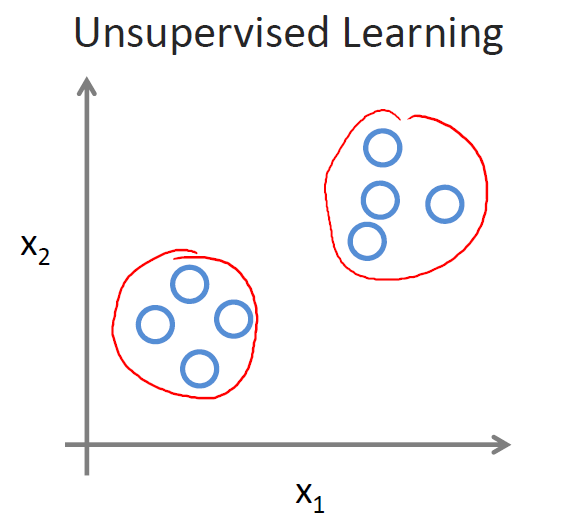 Unsupervised Learning
x₂
x₁